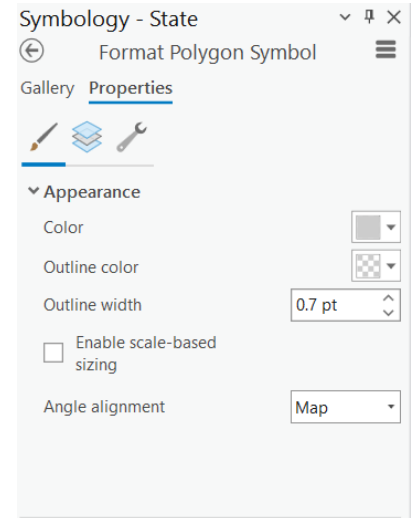 Symbology - State
Format Polygon Symbol
Gallery Properties
Appearance
Color
Outline color
Outline width 0.7 pt
Enable scale-based
sizing
Angle alignment Map